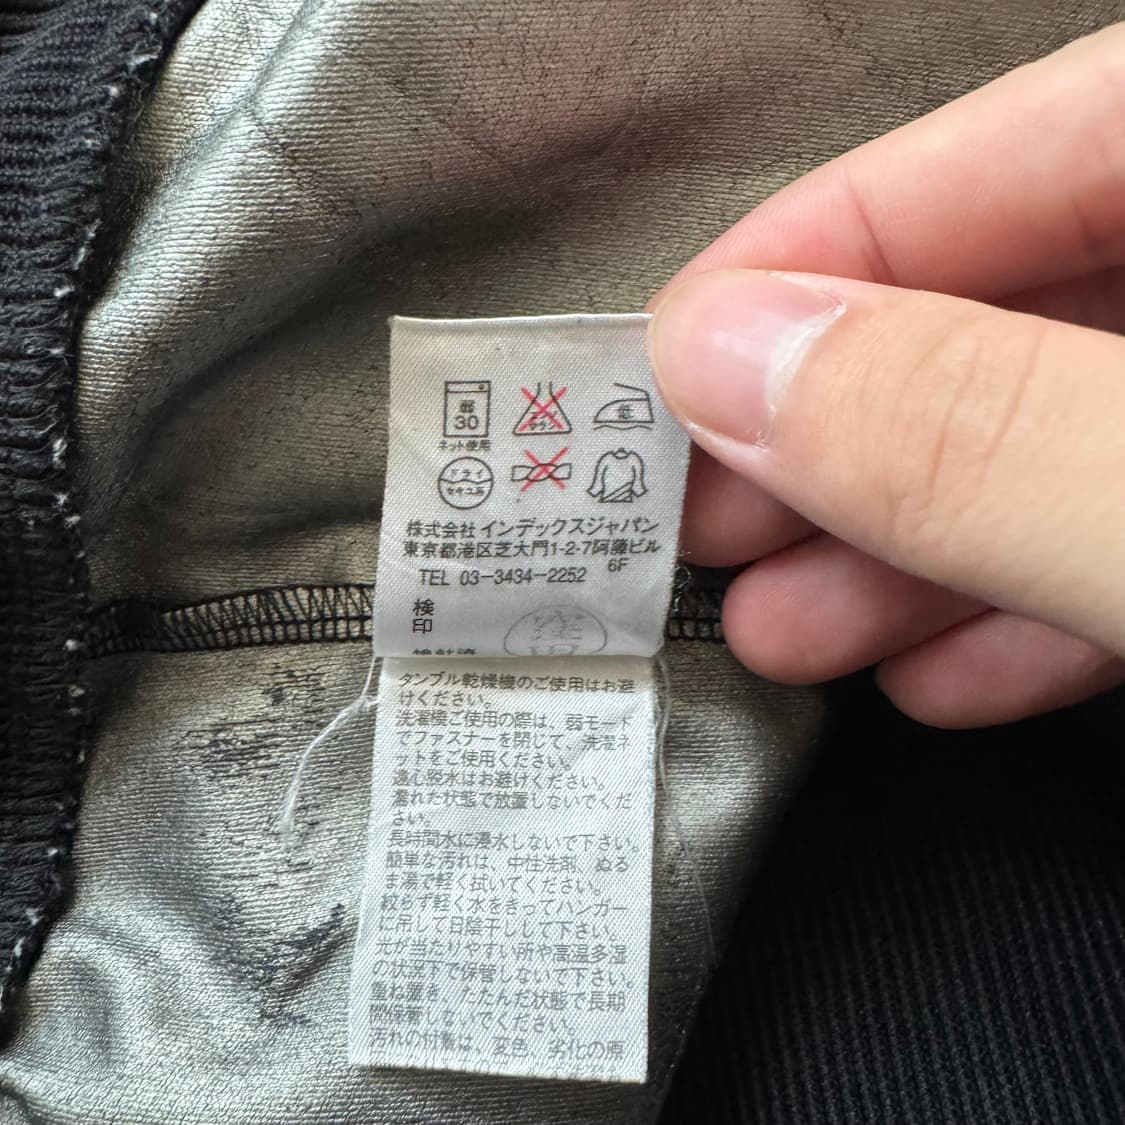 弱
30
ネット使用
低
ドライ
セキユ系
株式会社 インデックスジャパン
東京都港区芝大門1-2-7阿藤ビル
6F
TEL 03-3434-2252
検
印
タンブル乾燥機のご使用はお避
けください。
洗濯機ご使用の際は、弱モード
でファスナーを閉じて、洗濯ネ
ットをご使用ください。
遠心脱水はお避けください。
濡れた状態で放置しないでくだ
さい。
長時間水に浸水しないで下さい。
簡単な汚れは、中性洗剤、ぬる
ま湯で軽く拭いてください。
絞らず軽く水をきってハンガー
に吊して日陰干しして下さい。
光が当たりやすい所や高温多湿
の状況下で保管しないで下さい。
重ね置き、たたんだ状態で長期
間保管しないでください。
汚れの付着は、変色、劣化の原